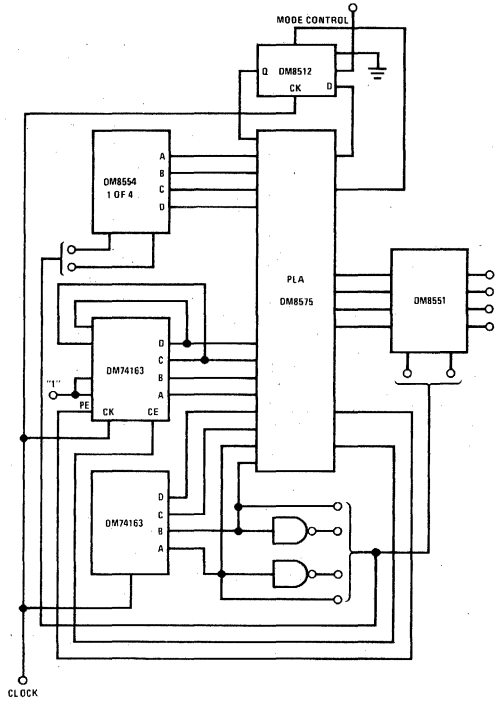 MODE CONTROL
Q
DM8512
CK
D
DM8554
1 OF 4
A
B
C
D
PLA
DM8575
DM8551
DM74163
D
C
B
A
"1"
PE
CK
CE
DM74163
D
C
B
A
CLOCK